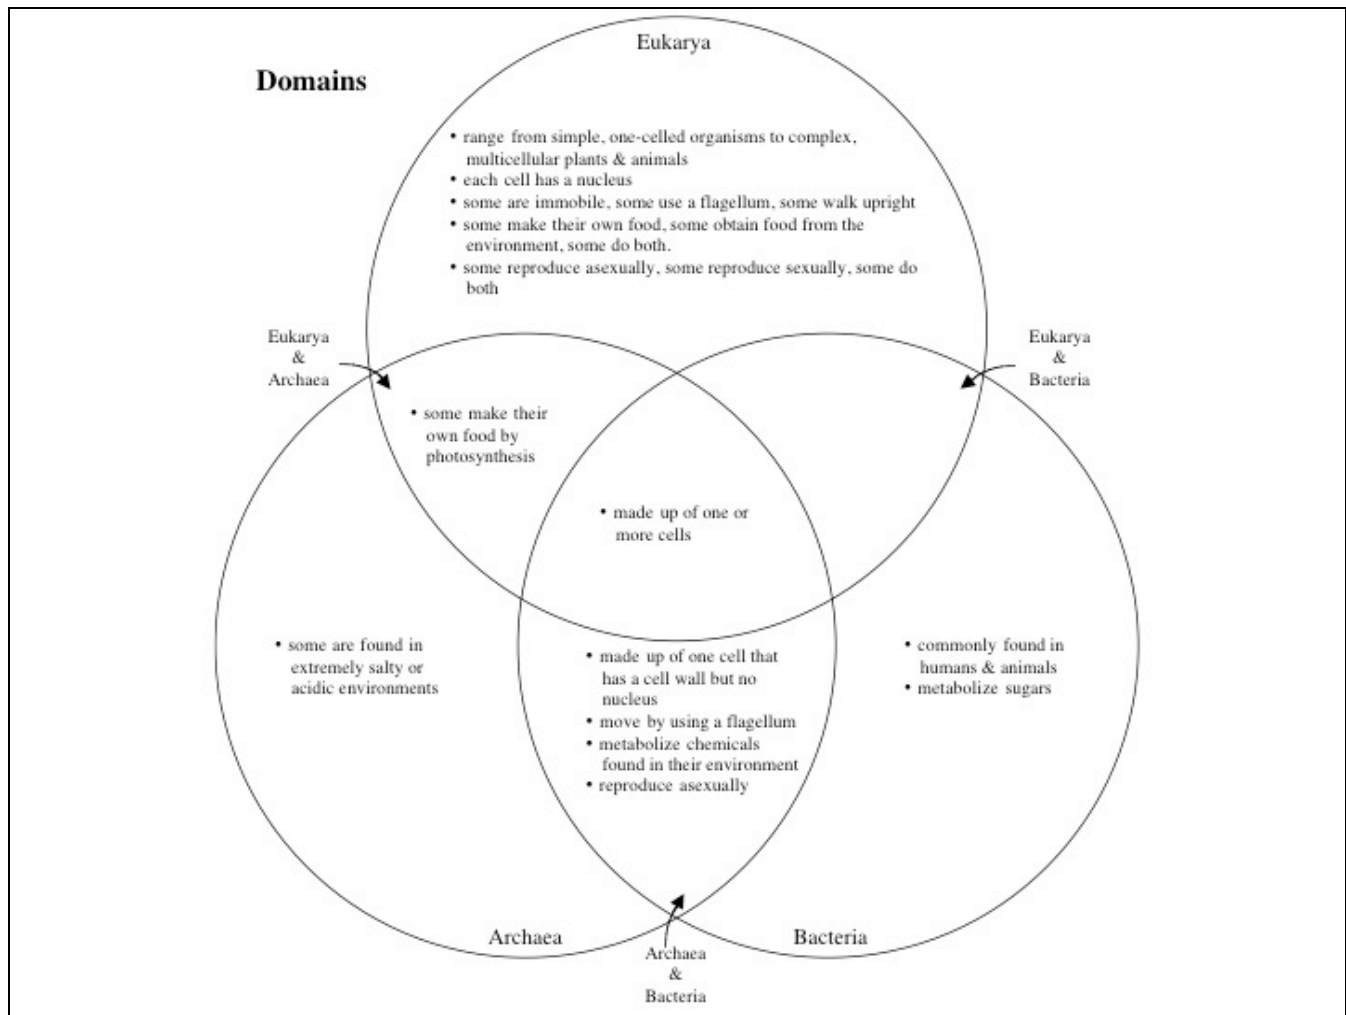 Eukarya
Domains
• range from simple, one-celled organisms to complex,
multicellular plants & animals
• each cell has a nucleus
• some are immobile, some use a flagellum, some walk upright
• some make their own food, some obtain food from the
environment, some do both.
• some reproduce asexually, some reproduce sexually, some do
both
Eukarya
&
Archaea
Eukarya
&
Bacteria
• some make their
own food by
photosynthesis
• made up of one or
more cells
• some are found in
extremely salty or
acidic environments
• made up of one cell that
has a cell wall but no
nucleus
• move by using a flagellum
• metabolize chemicals
found in their environment
• reproduce asexually
• commonly found in
humans & animals
• metabolize sugars
Archaea
Bacteria
Archaea
&
Bacteria